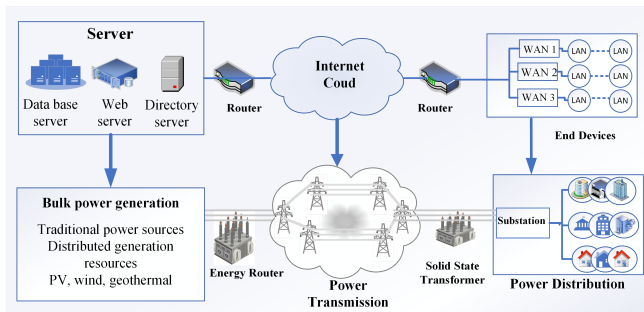 Server
Data base
server
Web
server
Directory
server
Router
Internet
Coud
Router
WAN 1
LAN
LAN
WAN 2
LAN
LAN
WAN 3
LAN
LAN
End Devices
Bulk power generation
Traditional power sources
Distributed generation
resources
PV, wind, geothermal
Energy Router
Power
Transmission
Solid State
Transformer
Substation
Power Distribution